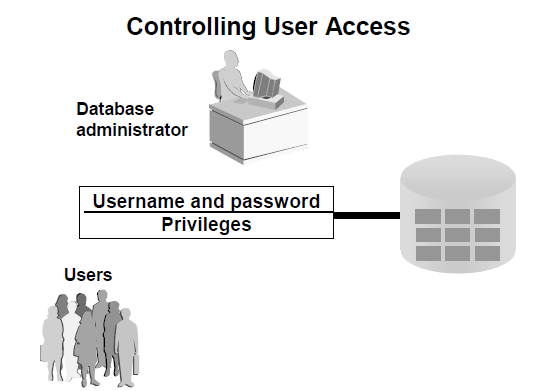 Controlling User Access
Database
administrator
Username and password
Privileges
Users